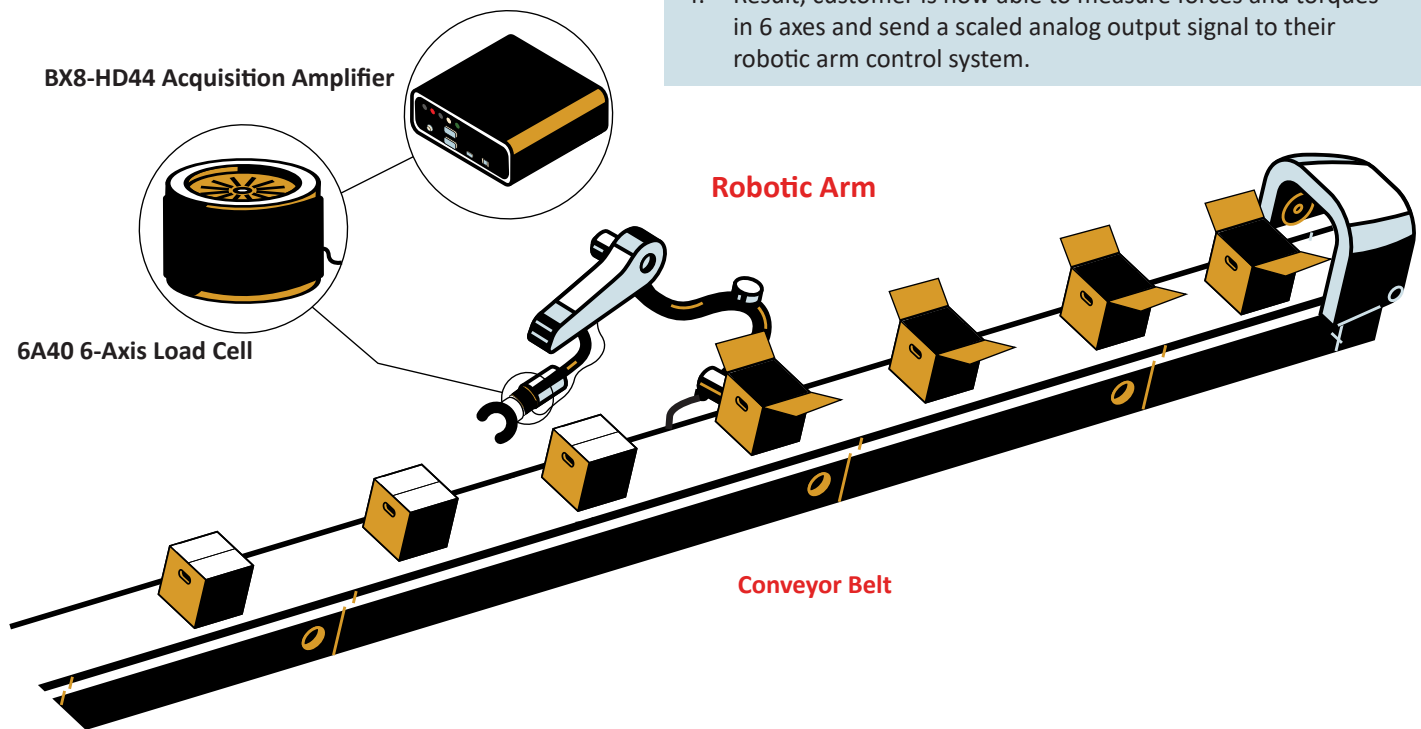 in 6 axes and send a scaled analog output signal to their
robotic arm control system.
BX8-HD44 Acquisition Amplifier
Robotic Arm
6A40 6-Axis Load Cell
Conveyor Belt